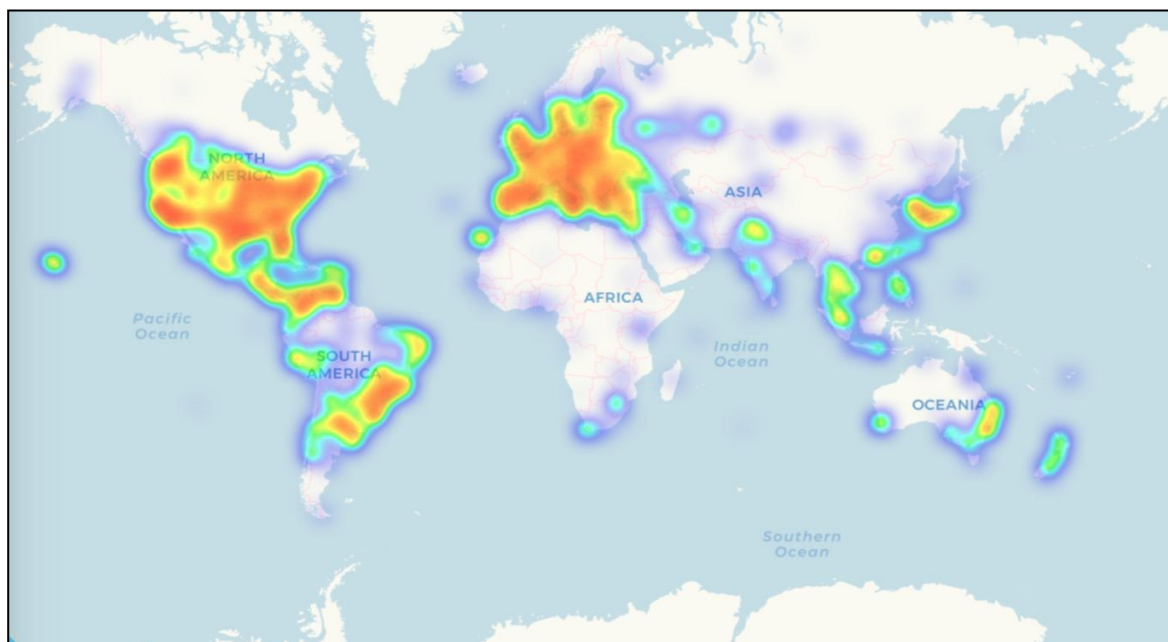 NORTH
AMERICA
ASIA
AFRICA
Pacific
Ocean
Indian
Ocean
SOUTH
AMERICA
OCEANIA
Southern
Ocean